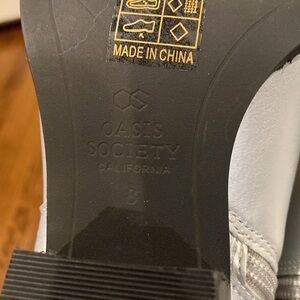 MADE IN CHINA
OASIS
SOCIETY
CALIFORNIA
8